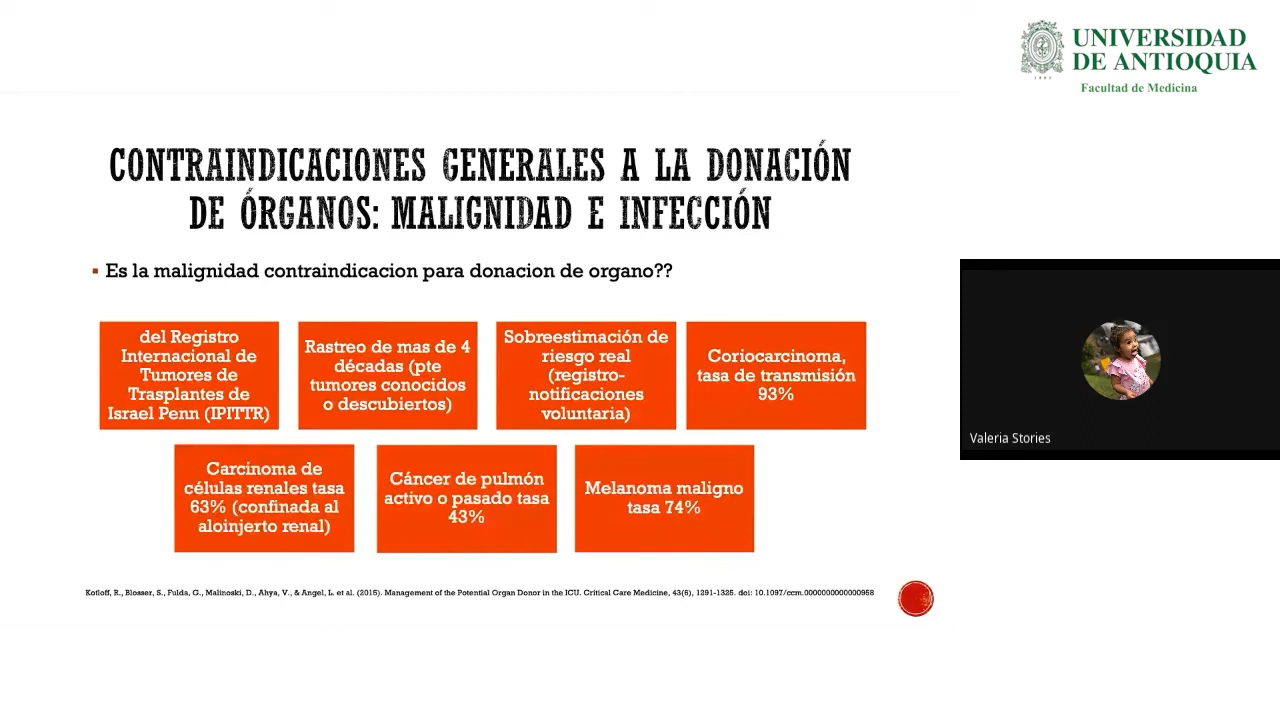 UNIVERSIDAD
DE ANTIOQUIA
1803
Facultad de Medicina
CONTRAINDICACIONES GENERALES A LA DONACIÓN
DE ÓRGANOS: MALIGNIDAD E INFECCIÓN
Es la malignidad contraindicacion para donacion de organo??
del Registro
Internacional de
Tumores de
Trasplantes de
Israel Penn (IPITTR)
Rastreo de mas de 4
décadas (pte
tumores conocidos
o descubiertos)
Sobreestimación de
riesgo real
(registro-
notificaciones
voluntaria)
Coriocarcinoma,
tasa de transmisión
93%
Carcinoma de
células renales tasa
63% (confinada al
aloinjerto renal)
Cáncer de pulmón
activo o pasado tasa
43%
Melanoma maligno
tasa 74%
Kotloff, R., Blosser, S., Fulda, G., Malinoski, D., Ahya, V., & Angel, L. et al. (2015). Management of the Potential Organ Donor in the ICU. Critical Care Medicine, 43(6), 1291-1325. doi: 10.1097/ccm.0000000000000958
Valeria Stories